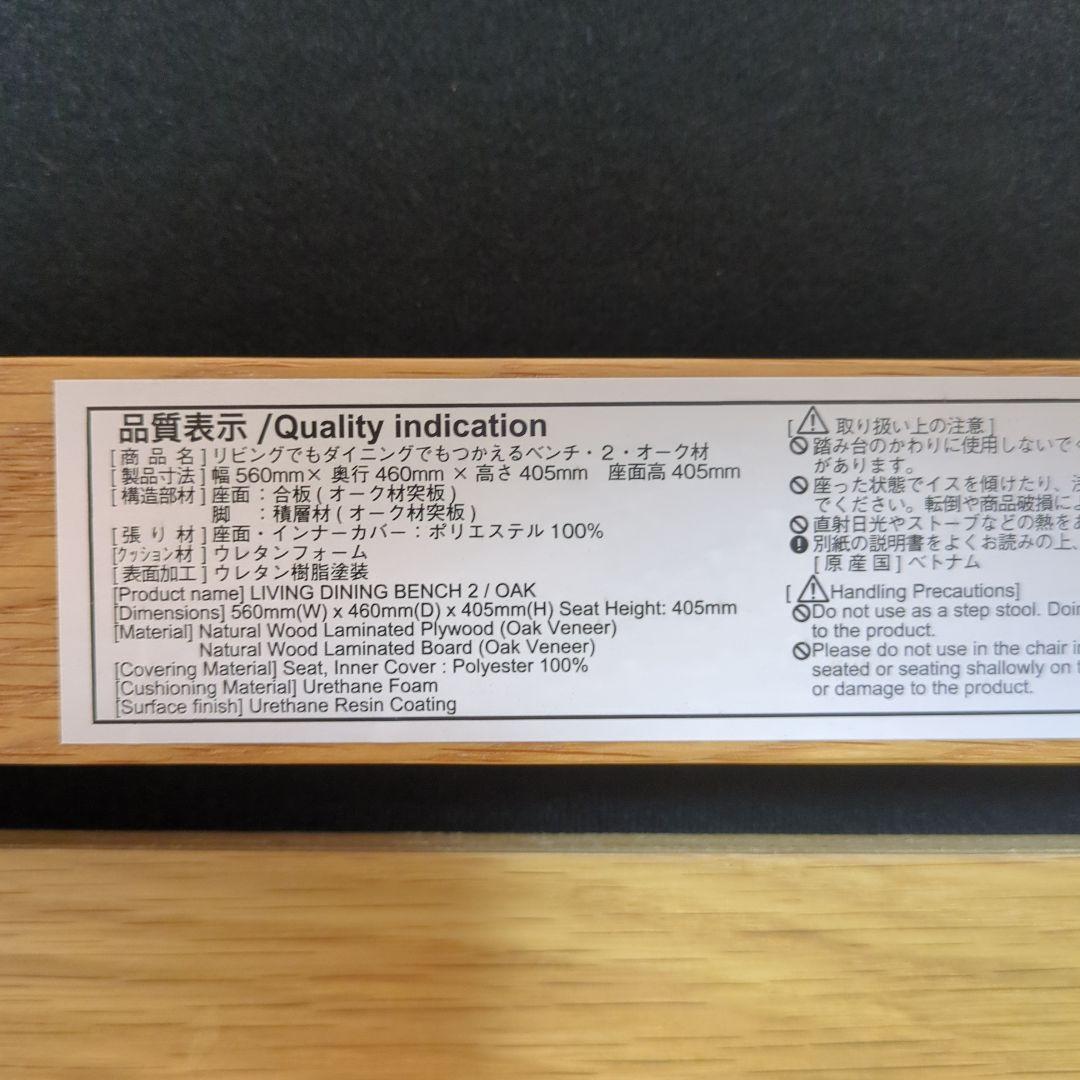 品質表示 /Quality indication
[商品名] リビングでもダイニングでもつかえるベンチ・2・オーク材
[製品寸法] 幅 560mm× 奥行 460mm × 高さ 405mm 座面高 405mm
[構造部材] 座面：合板 ( オーク材突板 )
脚 ：積層材 ( オーク材突板 )
[張り材] 座面・インナーカバー：ポリエステル 100%
[クッション材] ウレタンフォーム
[表面加工] ウレタン樹脂塗装
[Product name] LIVING DINING BENCH 2 / OAK
[Dimensions] 560mm(W) x 460mm(D) x 405mm(H) Seat Height: 405mm
[Material] Natural Wood Laminated Plywood (Oak Veneer)
Natural Wood Laminated Board (Oak Veneer)
[Covering Material] Seat, Inner Cover : Polyester 100%
[Cushioning Material] Urethane Foam
[Surface finish] Urethane Resin Coating
[⚠ 取り扱い上の注意]
踏み台のかわりに使用しないで
があります。
座った状態でイスを傾けたり、
でください。転倒や商品破損に
直射日光やストーブなどの熱を
別紙の説明書をよくお読みの上、
[原産国] ベトナム
[⚠Handling Precautions]
Do not use as a step stool. Doin
to the product.
Please do not use in the chair in
seated or seating shallowly on
or damage to the product.